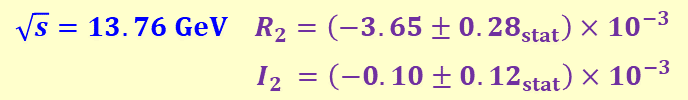 √s = 13.76 GeV R₂ = (−3.65 ± 0.28stat) × 10⁻³
I₂ = (−0.10 ± 0.12stat) × 10⁻³